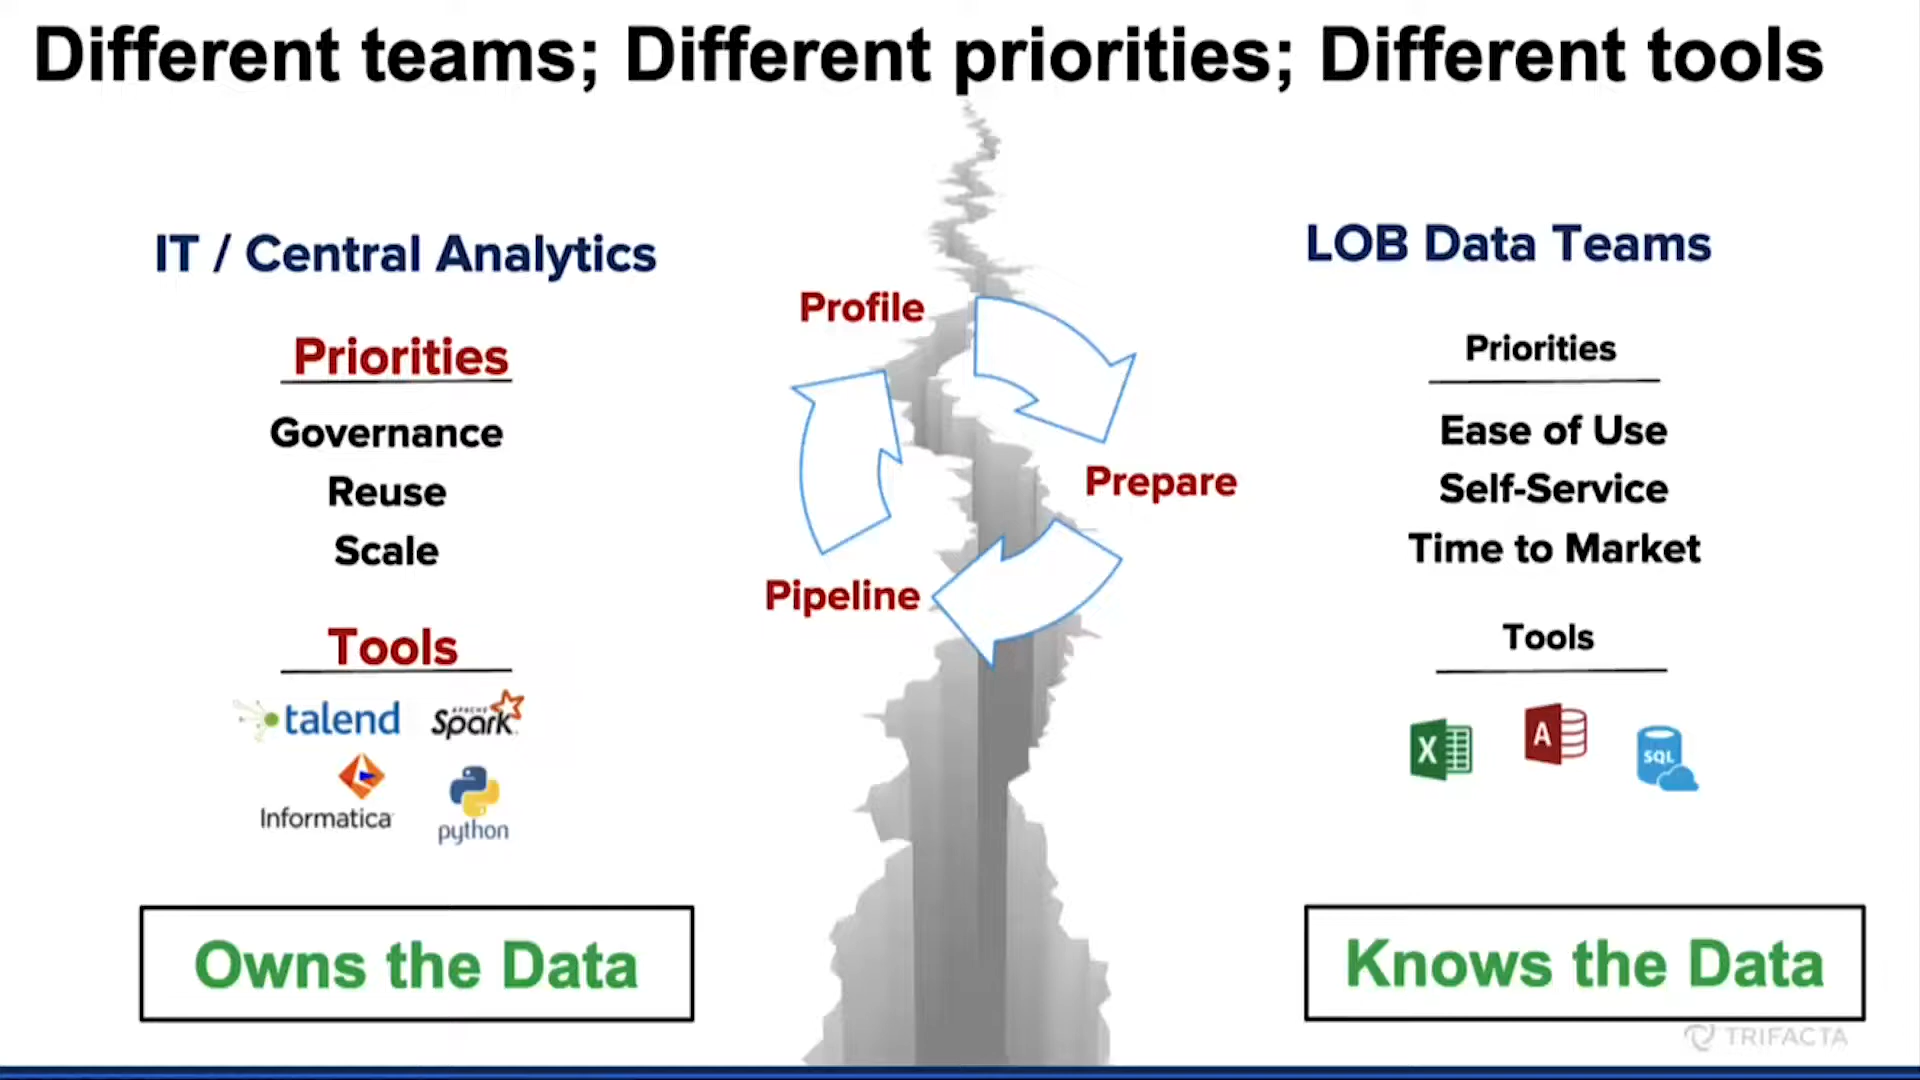 Different teams; Different priorities; Different tools
IT / Central Analytics
Priorities
Governance
Reuse
Scale
Tools
talend
APACHE
Spark
Informatica
python
Owns the Data
Profile
Prepare
Pipeline
LOB Data Teams
Priorities
Ease of Use
Self-Service
Time to Market
Tools
X
A
SQL
Knows the Data
TRIFACTA